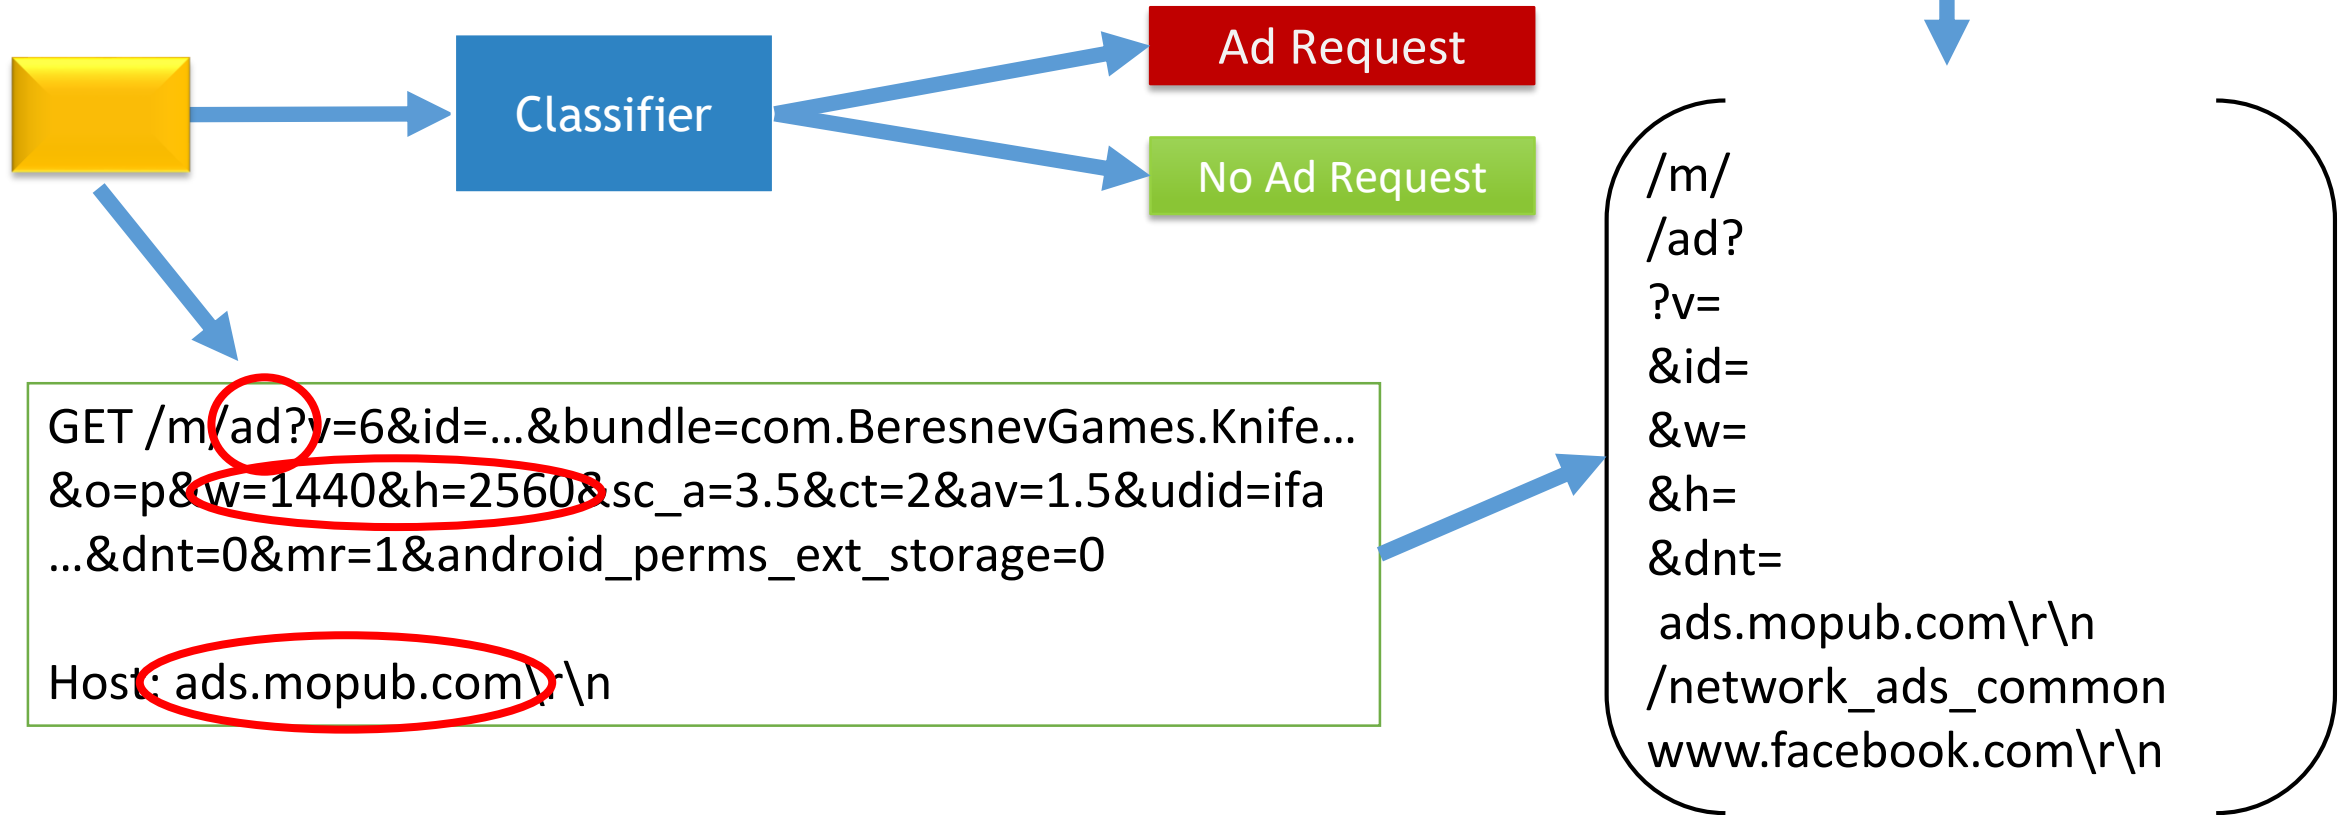 Ad Request
Classifier
No Ad Request
GET /m/ad?v=6&id=…&bundle=com.BeresnevGames.Knife…
&o=p&w=1440&h=2560&sc_a=3.5&ct=2&av=1.5&udid=ifa
…&dnt=0&mr=1&android_perms_ext_storage=0
Host: ads.mopub.com\r\n
/m/
/ad?
?v=
&id=
&w=
&h=
&dnt=
ads.mopub.com\r\n
/network_ads_common
www.facebook.com\r\n